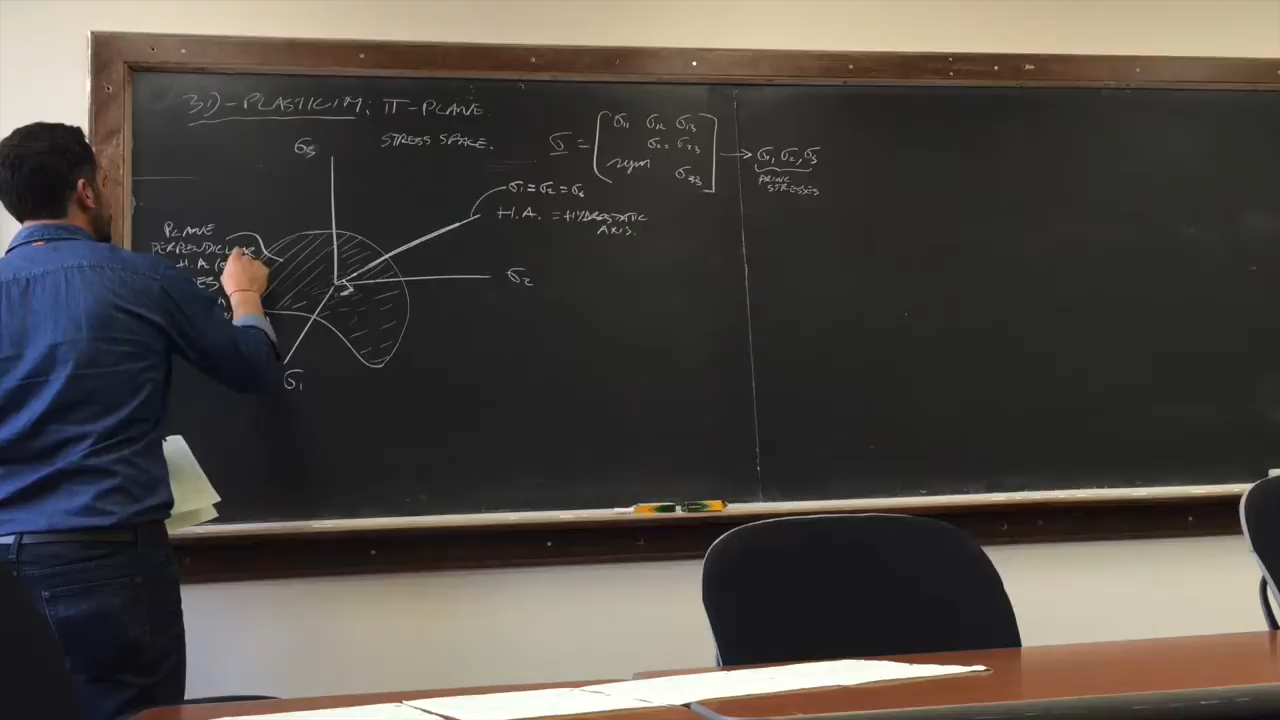 3D-PLASTICITY: Π-PLANE
STRESS SPACE.
σ3
σ = [σ11 σ12 σ13
σ22 σ23
sym σ33]
→ σ1, σ2, σ3
PRINC.
STRESSES
σ1 = σ2 = σ3
H.A. = HYDROSTATIC
AXIS.
PLANE
PERPENDICULAR
H.A.
σ2
σ1